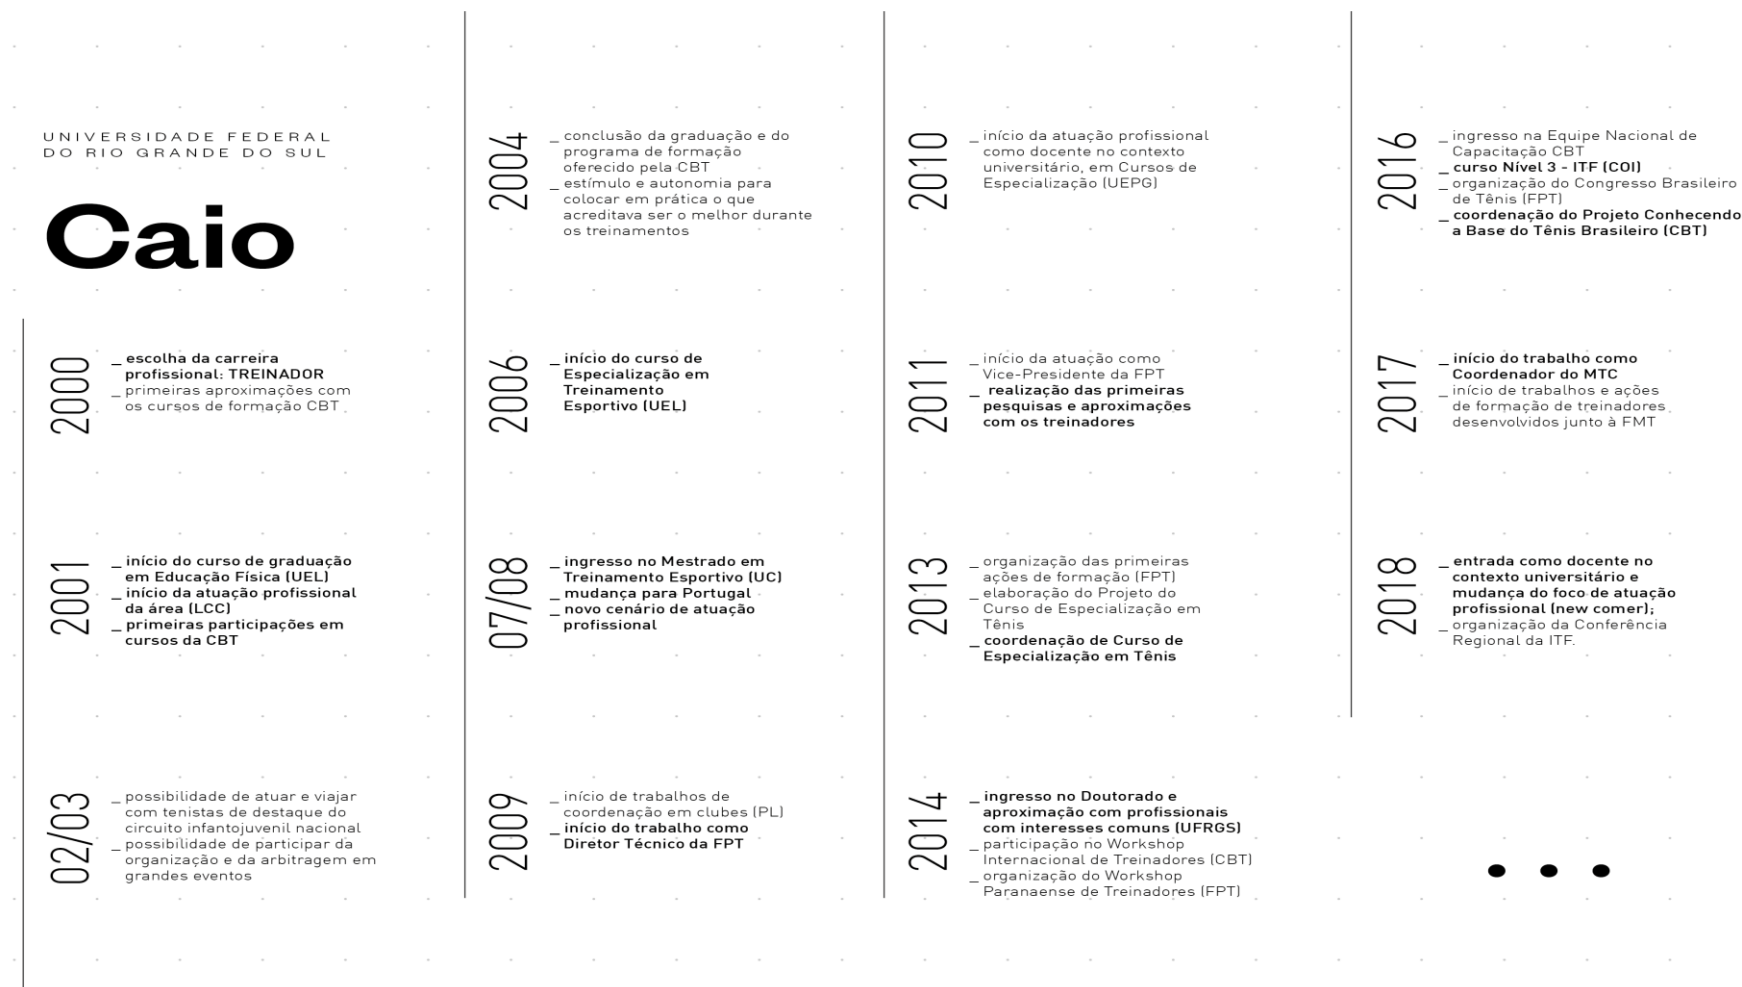 UNIVERSIDADE FEDERAL
DO RIO GRANDE DO SUL
Caio
2000
_ escolha da carreira
profissional: TREINADOR
_ primeiras aproximações com
os cursos de formação CBT
2001
_ início do curso de graduação
em Educação Física (UEL)
_ início da atuação profissional
da área (LCC)
_ primeiras participações em
cursos da CBT
02/03
_ possibilidade de atuar e viajar
com tenistas de destaque do
circuito infantojuvenil nacional
_ possibilidade de participar da
organização e da arbitragem em
grandes eventos
2004
_ conclusão da graduação e do
programa de formação
oferecido pela CBT
_ estímulo e autonomia para
colocar em prática o que
acreditava ser o melhor durante
os treinamentos
2006
_ início do curso de
Especialização em
Treinamento
Esportivo (UEL)
07/08
_ ingresso no Mestrado em
Treinamento Esportivo (UC)
_ mudança para Portugal
_ novo cenário de atuação
profissional
2009
_ início de trabalhos de
coordenação em clubes (PL)
_ início do trabalho como
Diretor Técnico da FPT
2010
_ início da atuação profissional
como docente no contexto
universitário, em Cursos de
Especialização (UEPG)
2011
_ início da atuação como
Vice-Presidente da FPT
_ realização das primeiras
pesquisas e aproximações
com os treinadores
2013
_ organização das primeiras
ações de formação (FPT)
_ elaboração do Projeto do
Curso de Especialização em
Tênis
_ coordenação de Curso de
Especialização em Tênis
2014
_ ingresso no Doutorado e
aproximação com profissionais
com interesses comuns (UFRGS)
_ participação no Workshop
Internacional de Treinadores (CBT)
_ organização do Workshop
Paranaense de Treinadores (FPT)
2016
_ ingresso na Equipe Nacional de
Capacitação CBT
_ curso Nível 3 - ITF (COI)
_ organização do Congresso Brasileiro
de Tênis (FPT)
_ coordenação do Projeto Conhecendo
a Base do Tênis Brasileiro (CBT)
2017
_ início do trabalho como
Coordenador do MTC
_ início de trabalhos e ações
de formação de treinadores
desenvolvidos junto à FMT
2018
_ entrada como docente no
contexto universitário e
mudança do foco de atuação
profissional (new comer);
_ organização da Conferência
Regional da ITF.
...